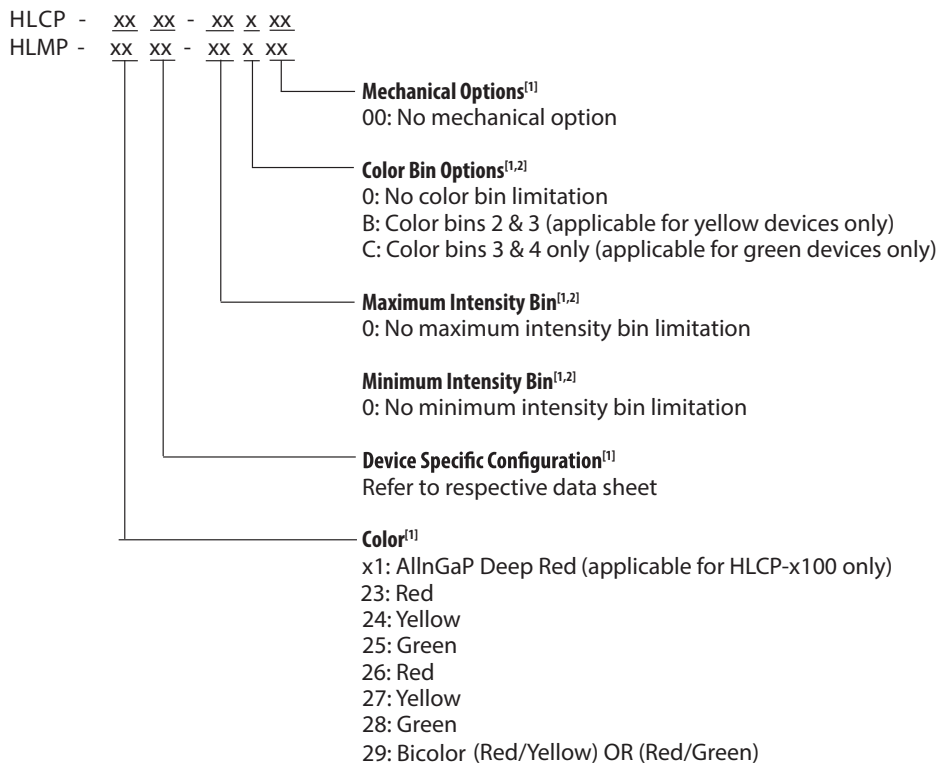 HLCP - xx xx - xx x xx
HLMP - xx xx - xx x xx
Mechanical Options[1]
00: No mechanical option
Color Bin Options[1,2]
0: No color bin limitation
B: Color bins 2 & 3 (applicable for yellow devices only)
C: Color bins 3 & 4 only (applicable for green devices only)
Maximum Intensity Bin[1,2]
0: No maximum intensity bin limitation
Minimum Intensity Bin[1,2]
0: No minimum intensity bin limitation
Device Specific Configuration[1]
Refer to respective data sheet
Color[1]
x1: AllnGaP Deep Red (applicable for HLCP-x100 only)
23: Red
24: Yellow
25: Green
26: Red
27: Yellow
28: Green
29: Bicolor (Red/Yellow) OR (Red/Green)